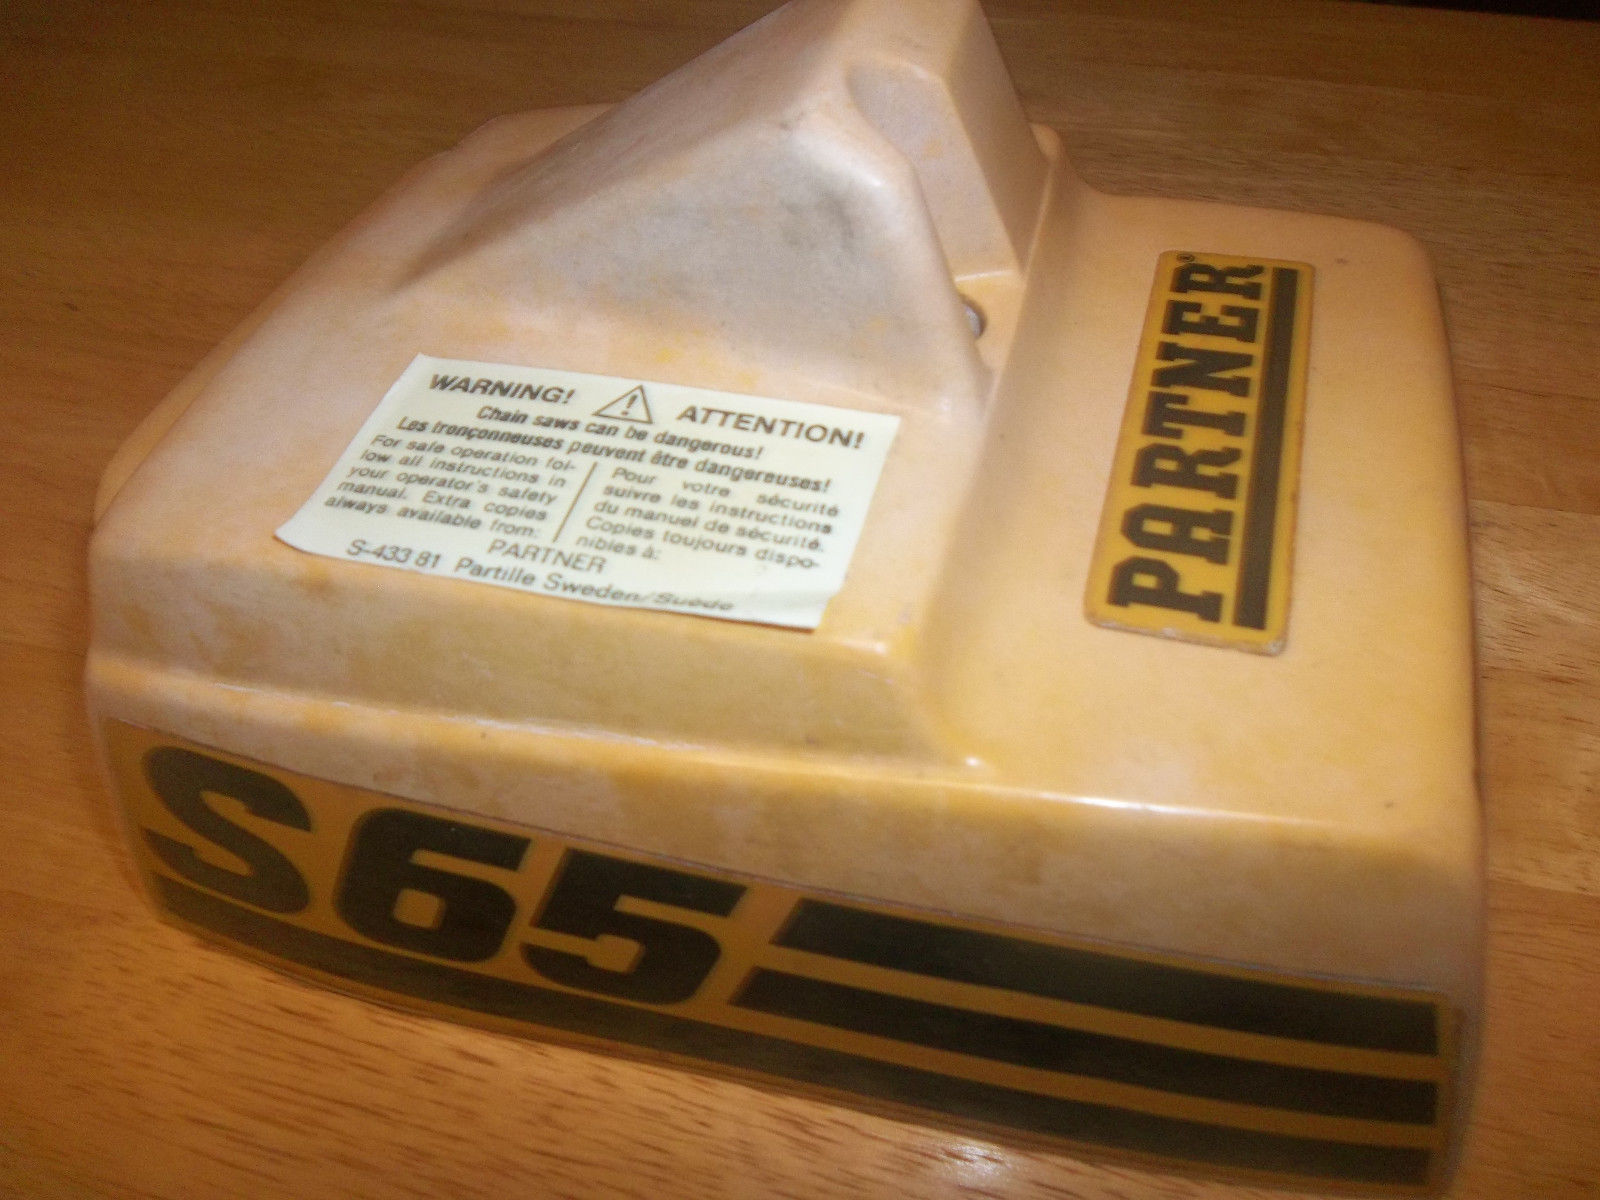 WARNING! ATTENTION!
Chain saws can be dangerous!
Les tronçonneuses peuvent être dangereuses!
For safe operation fol-
low all instructions in
your operator's safety
manual. Extra copies
always available from:
Pour votre sécurité
suivre les instructions
du manuel de sécurité.
Copies toujours dispo-
nibles à:
PARTNER
S-433 81 Partille Sweden/Suède
PARTNER®
S65